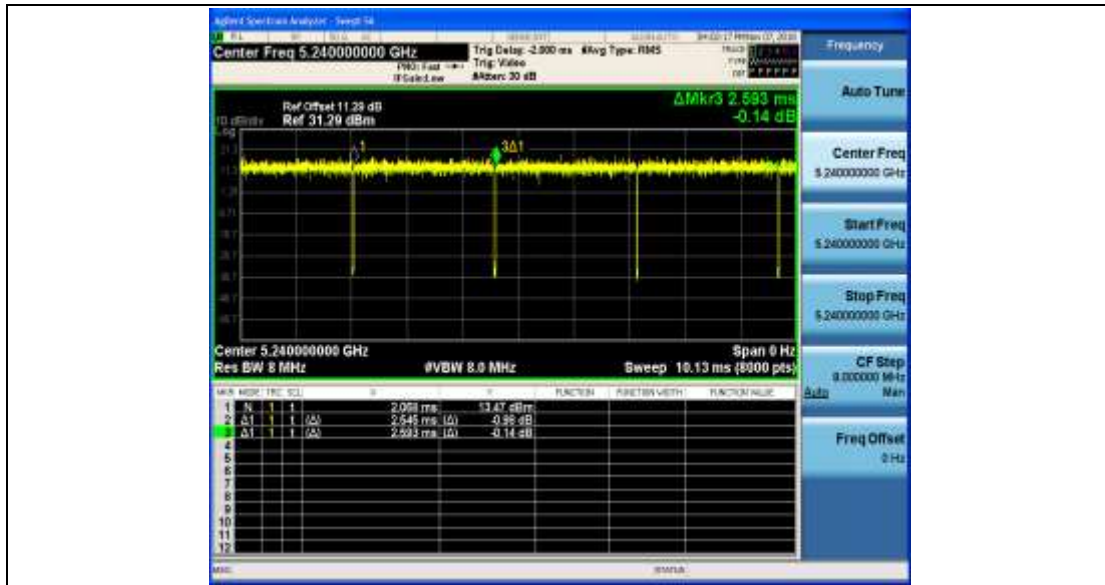 Agilent Spectrum Analyzer - Swept SA
Center Freq 5.240000000 GHz
PNO: Fast
IFGain:Low
Trig Delay: -2.000 ms
Trig: Video
#Atten: 30 dB
#Avg Type: RMS
ΔMkr3 2.593 ms
-0.14 dB
Ref Offset 11.29 dB
10 dB/div Ref 31.29 dBm
Log
1
3Δ1
Center 5.240000000 GHz
Span 0 Hz
Res BW 8 MHz
#VBW 8.0 MHz
Sweep 10.13 ms (8000 pts)
MKR MODE TRC SCL X Y FUNCTION FUNCTION WIDTH FUNCTION VALUE
1 N 1 t 2.068 ms 13.47 dBm
2 Δ1 1 t (Δ) 2.545 ms (Δ) -0.98 dB
3 Δ1 1 t (Δ) 2.593 ms (Δ) -0.14 dB
4
5
6
7
8
9
10
11
12
MSG
STATUS
Frequency
Auto Tune
Center Freq
5.240000000 GHz
Start Freq
5.240000000 GHz
Stop Freq
5.240000000 GHz
CF Step
8.000000 MHz
Auto Man
Freq Offset
0 Hz